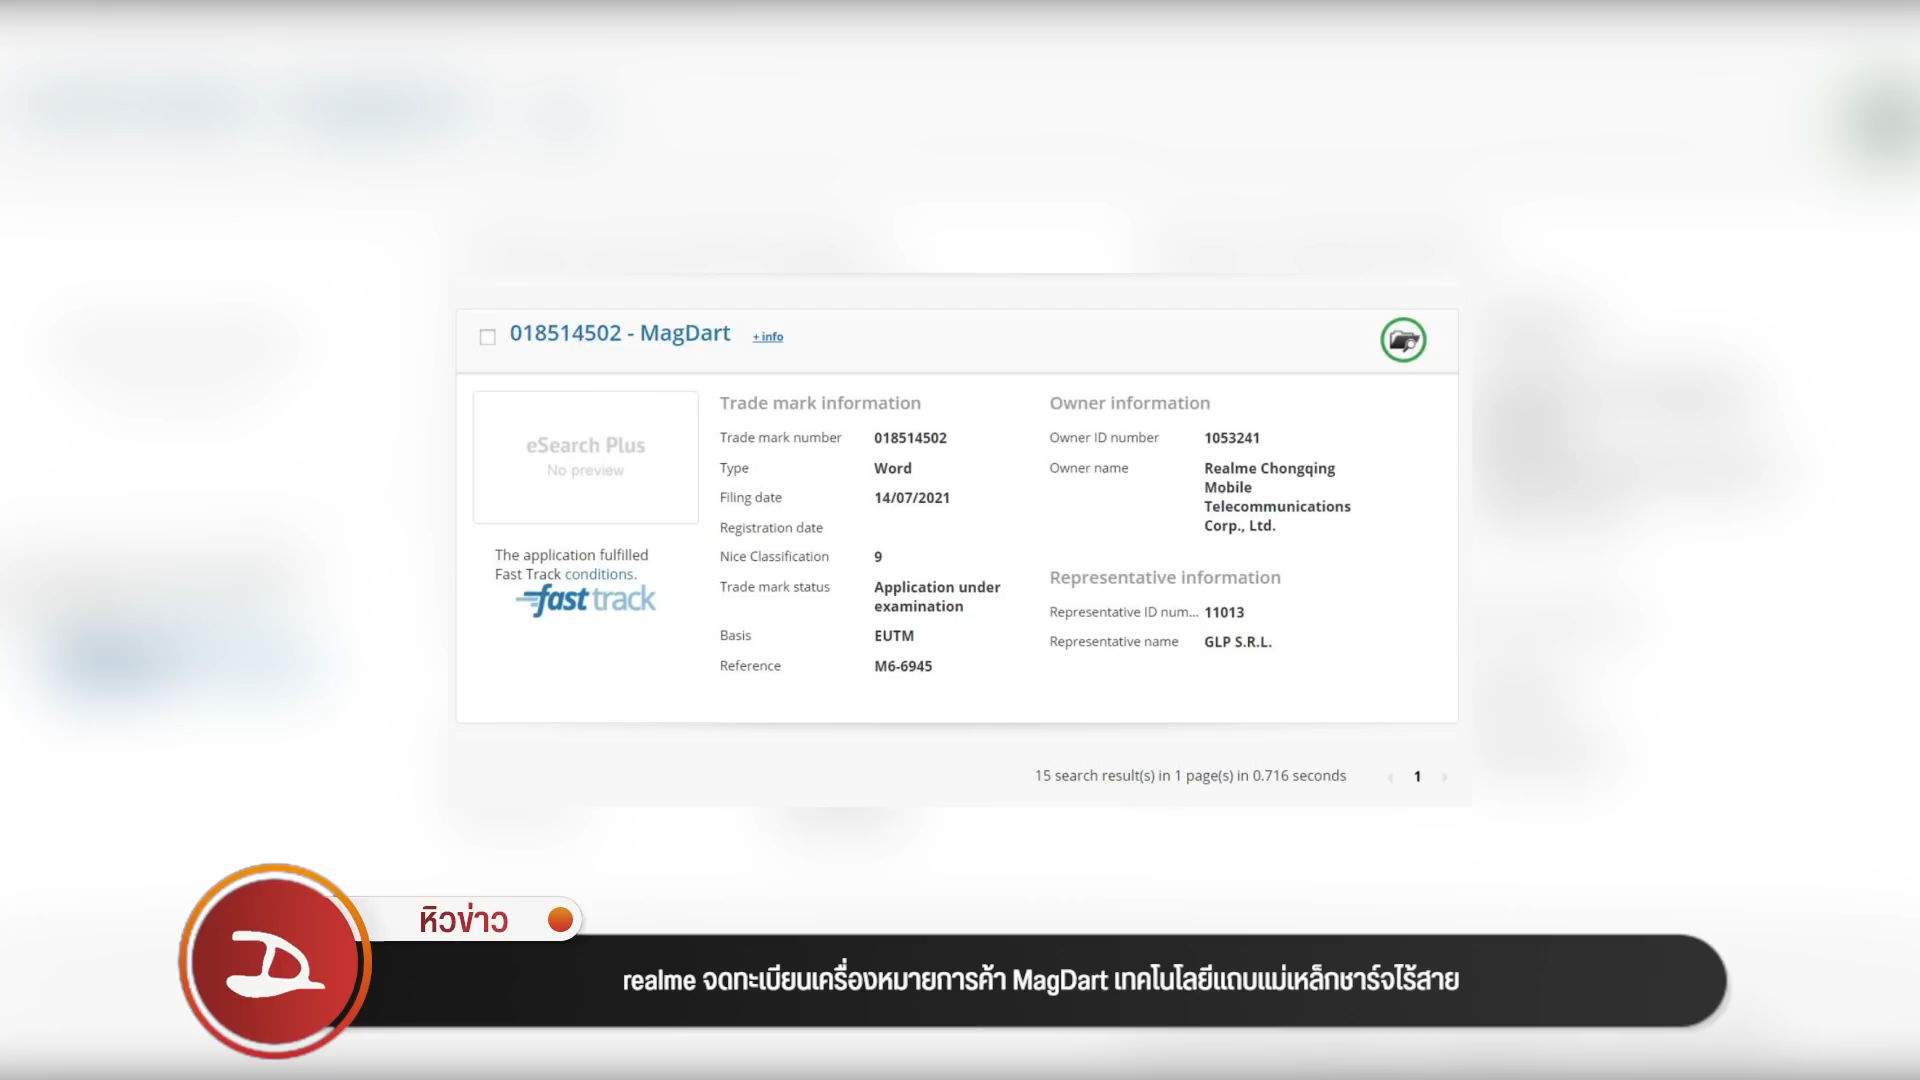 018514502 - MagDart + info
eSearch Plus
No preview
The application fulfilled
Fast Track conditions.
fast track
Trade mark information
Trade mark number 018514502
Type Word
Filing date 14/07/2021
Registration date
Nice Classification 9
Trade mark status Application under
examination
Basis EUTM
Reference M6-6945
Owner information
Owner ID number 1053241
Owner name Realme Chongqing
Mobile
Telecommunications
Corp., Ltd.
Representative information
Representative ID num... 11013
Representative name GLP S.R.L.
15 search result(s) in 1 page(s) in 0.716 seconds 1
หิวข่าว
realme จดทะเบียนเครื่องหมายการค้า MagDart เทคโนโลยีแถบแม่เหล็กชาร์จไร้สาย